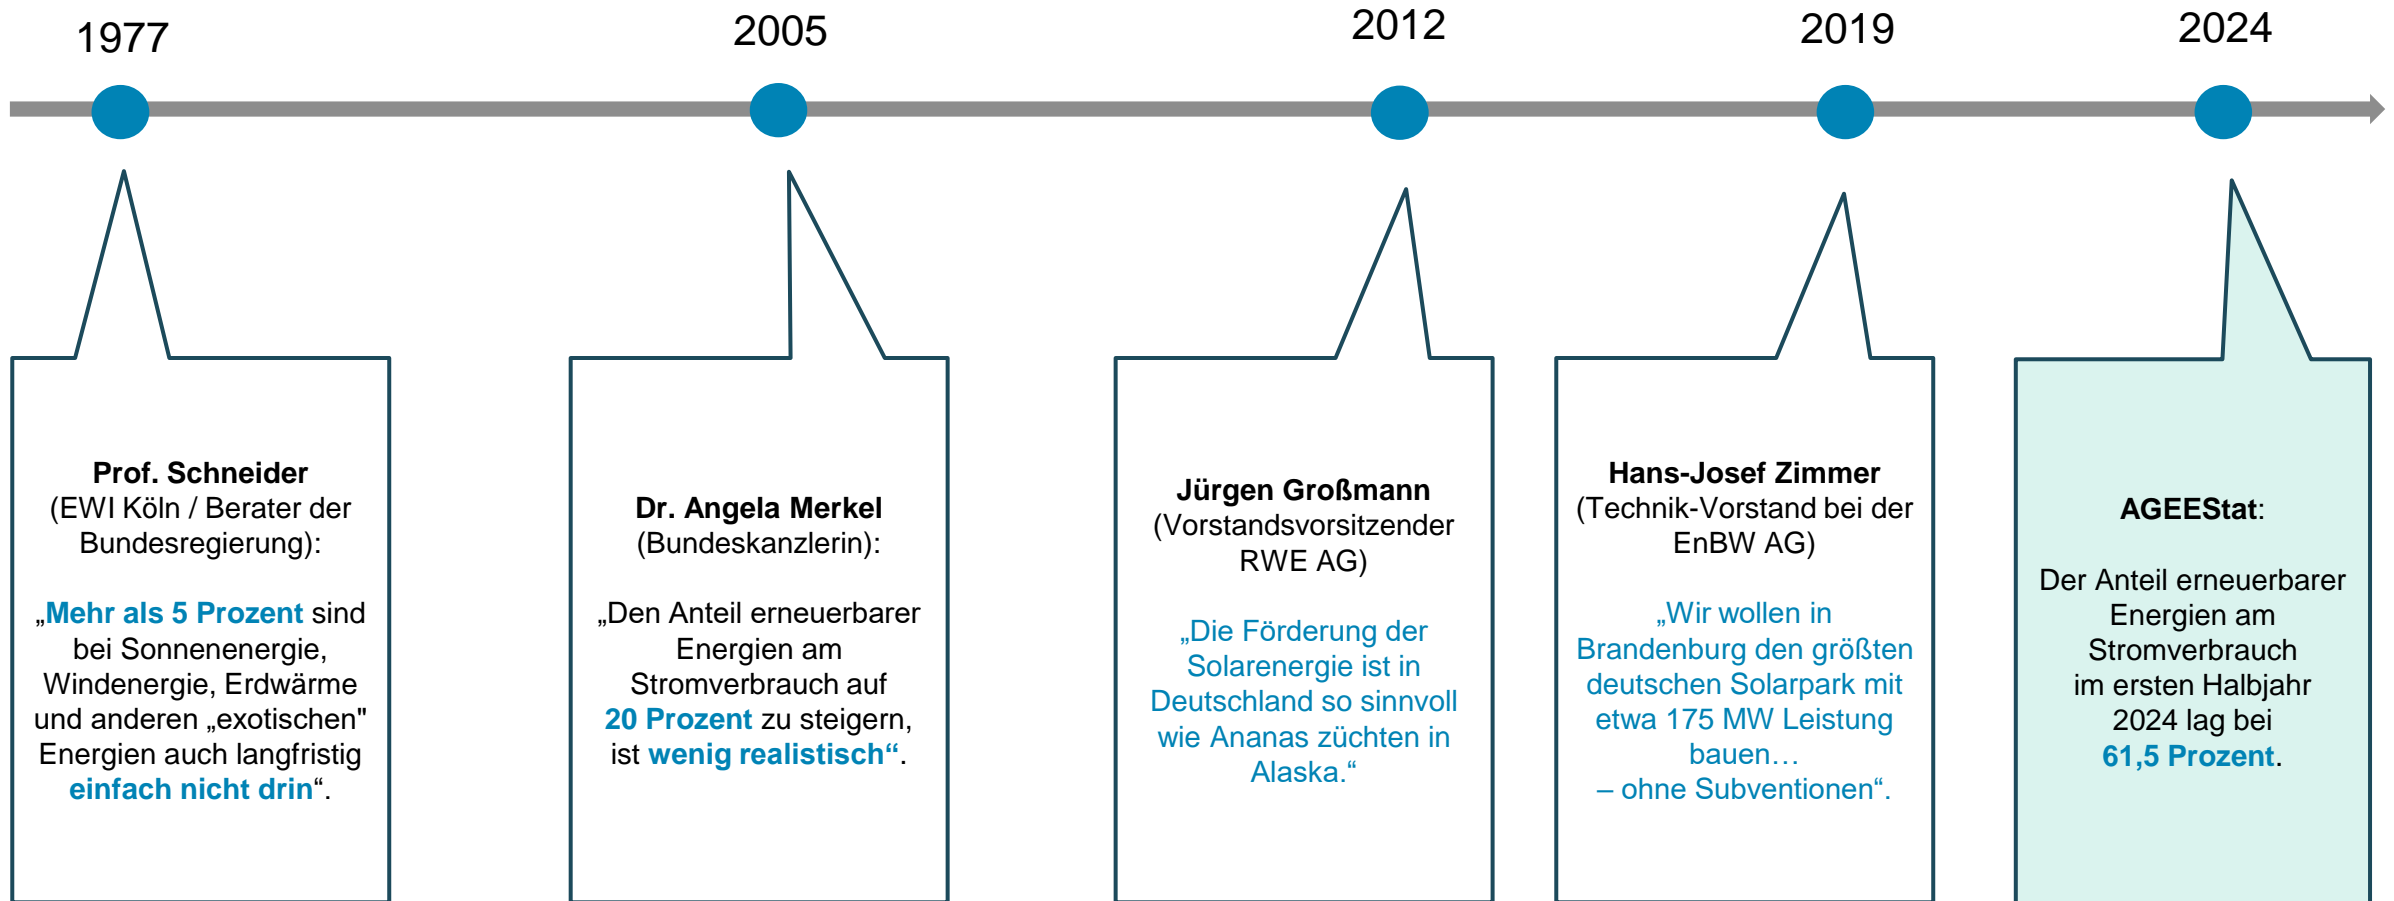 1977
2005
2012
2019
2024
Prof. Schneider
(EWI Köln / Berater der
Bundesregierung):
„Mehr als 5 Prozent sind
bei Sonnenenergie,
Windenergie, Erdwärme
und anderen „exotischen"
Energien auch langfristig
einfach nicht drin“.
Dr. Angela Merkel
(Bundeskanzlerin):
„Den Anteil erneuerbarer
Energien am
Stromverbrauch auf
20 Prozent zu steigern,
ist wenig realistisch“.
Jürgen Großmann
(Vorstandsvorsitzender
RWE AG)
„Die Förderung der
Solarenergie ist in
Deutschland so sinnvoll
wie Ananas züchten in
Alaska.“
Hans-Josef Zimmer
(Technik-Vorstand bei der
EnBW AG)
„Wir wollen in
Brandenburg den größten
deutschen Solarpark mit
etwa 175 MW Leistung
bauen…
– ohne Subventionen“.
AGEEStat:
Der Anteil erneuerbarer
Energien am
Stromverbrauch
im ersten Halbjahr
2024 lag bei
61,5 Prozent.